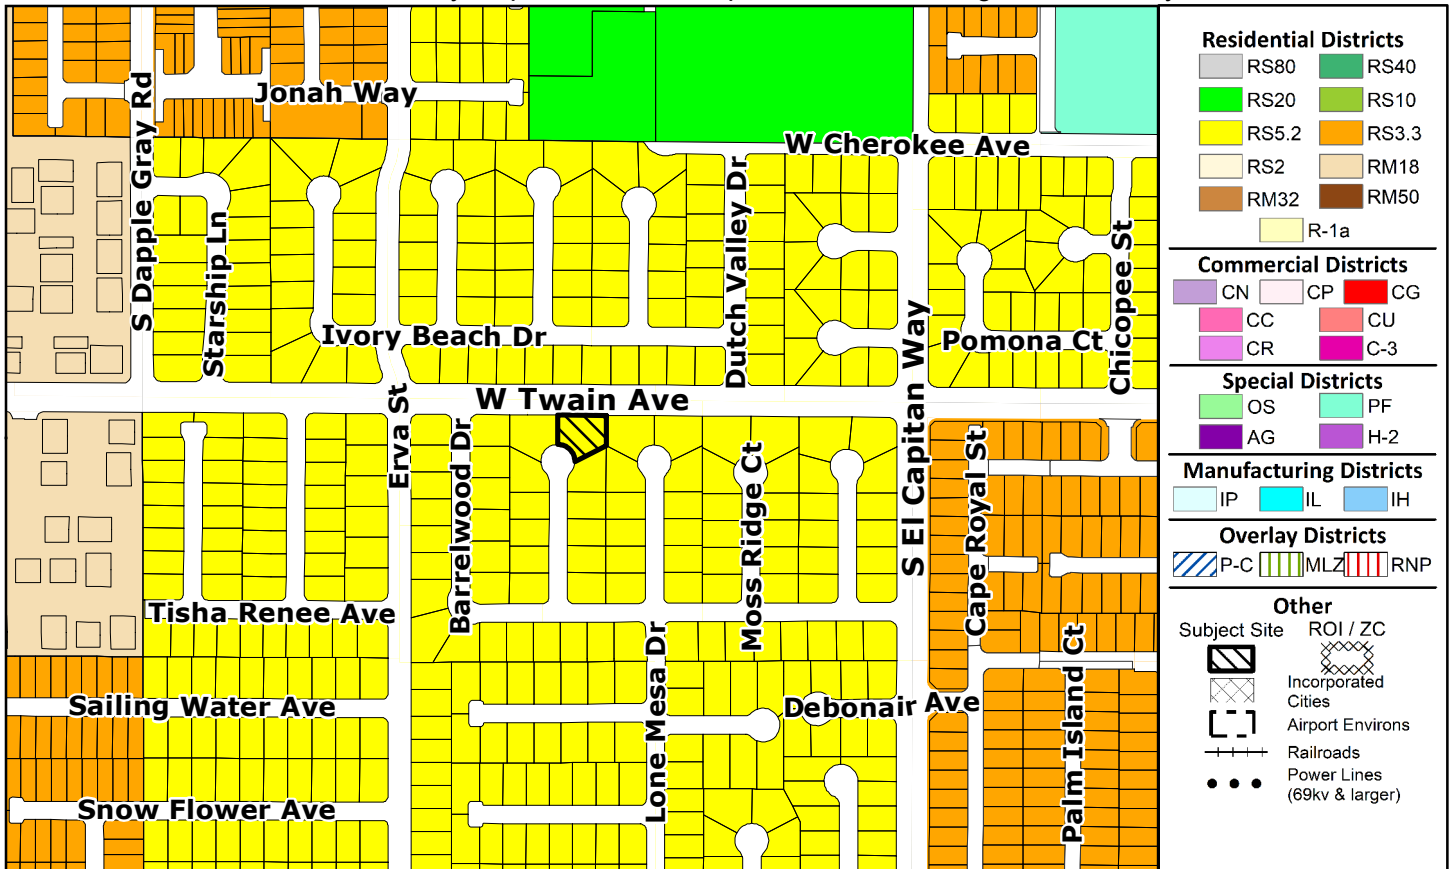 Jonah Way
S Dapple Gray Rd
W Cherokee Ave
Starship Ln
Dutch Valley Dr
Chicopee St
Ivory Beach Dr
Pomona Ct
S El Capitan Way
W Twain Ave
Erva St
Barrelwood Dr
Moss Ridge Ct
Cape Royal St
Tisha Renee Ave
Lone Mesa Dr
Palm Island Ct
Sailing Water Ave
Debonair Ave
Snow Flower Ave
Residential Districts
RS80 RS40
RS20 RS10
RS5.2 RS3.3
RS2 RM18
RM32 RM50
R-1a
Commercial Districts
CN CP CG
CC CU
CR C-3
Special Districts
OS PF
AG H-2
Manufacturing Districts
IP IL IH
Overlay Districts
P-C MLZ RNP
Other
Subject Site ROI / ZC
Incorporated
Cities
Airport Environs
Railroads
Power Lines
(69kv & larger)